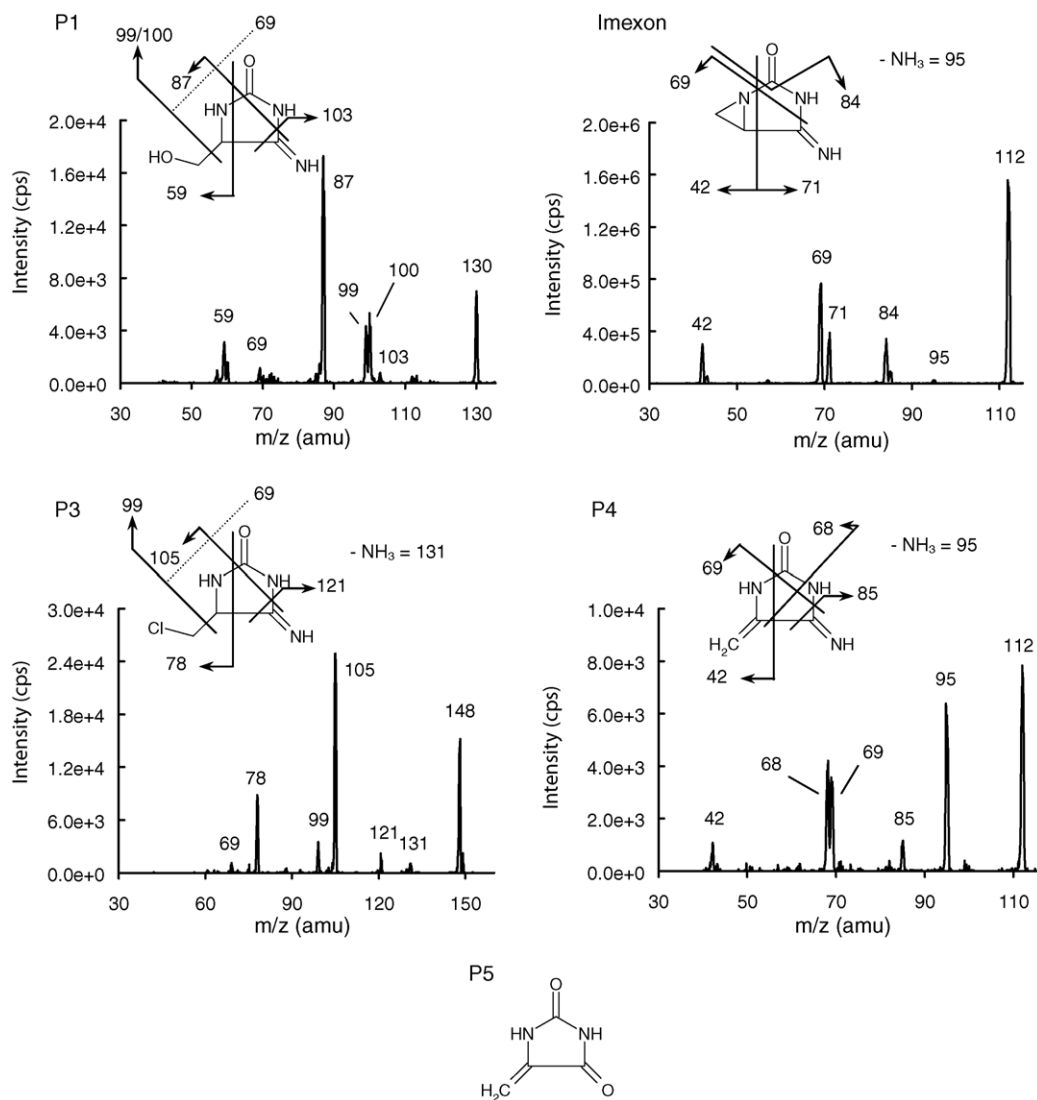 P1
99/100
69
87
O
HN
NH
103
HO
NH
59
2.0e+4
1.6e+4
1.2e+4
8.0e+3
4.0e+3
0.0e+0
Intensity (cps)
59
69
87
99
100
103
130
30 50 70 90 110 130
m/z (amu)
Imexon
- NH₃ = 95
69
O
N
NH
84
NH
42
71
2.0e+6
1.6e+6
1.2e+6
8.0e+5
4.0e+5
0.0e+0
Intensity (cps)
42
69
71
84
95
112
30 50 70 90 110
m/z (amu)
P3
99
69
- NH₃ = 131
105
O
HN
NH
121
Cl
NH
78
3.0e+4
2.4e+4
1.8e+4
1.2e+4
6.0e+3
0.0e+0
Intensity (cps)
69
78
99
105
121
131
148
30 60 90 120 150
m/z (amu)
P4
68
- NH₃ = 95
69
O
HN
NH
85
H₂C
NH
42
1.0e+4
8.0e+3
6.0e+3
4.0e+3
2.0e+3
0.0e+0
Intensity (cps)
42
68
69
85
95
112
30 50 70 90 110
m/z (amu)
P5
O
HN
NH
H₂C
O